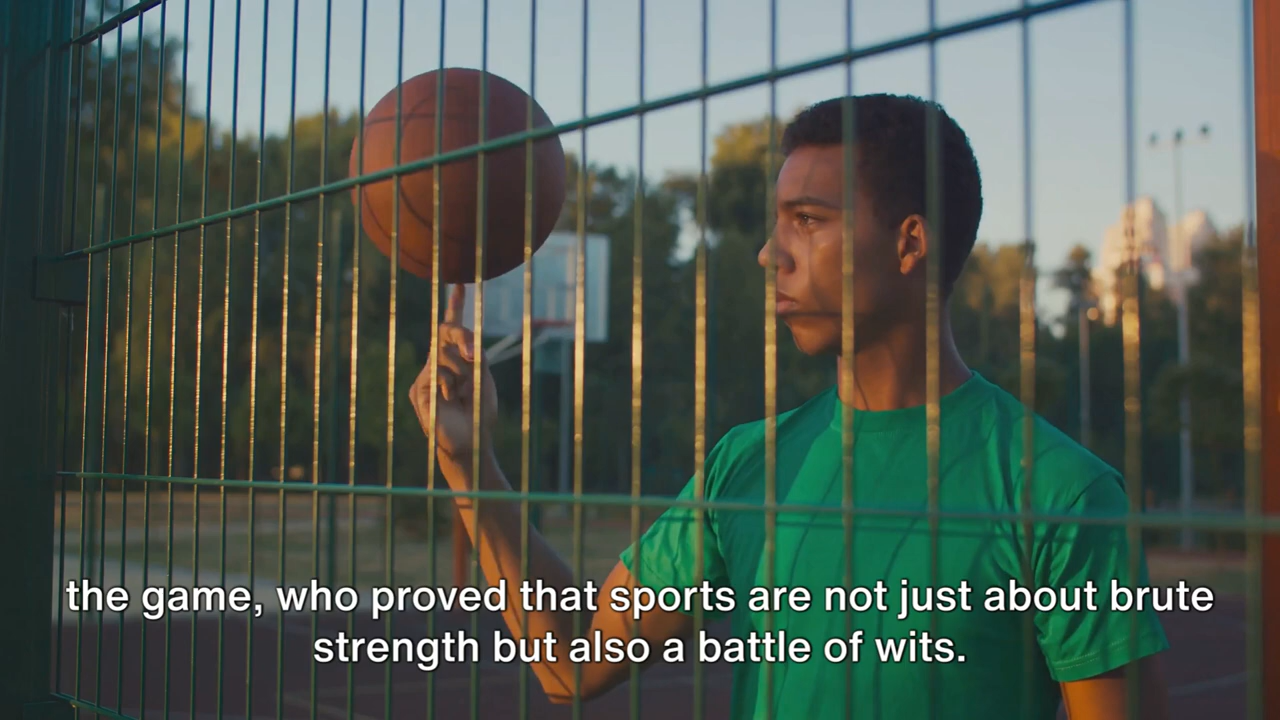 the game, who proved that sports are not just about brute
strength but also a battle of wits.